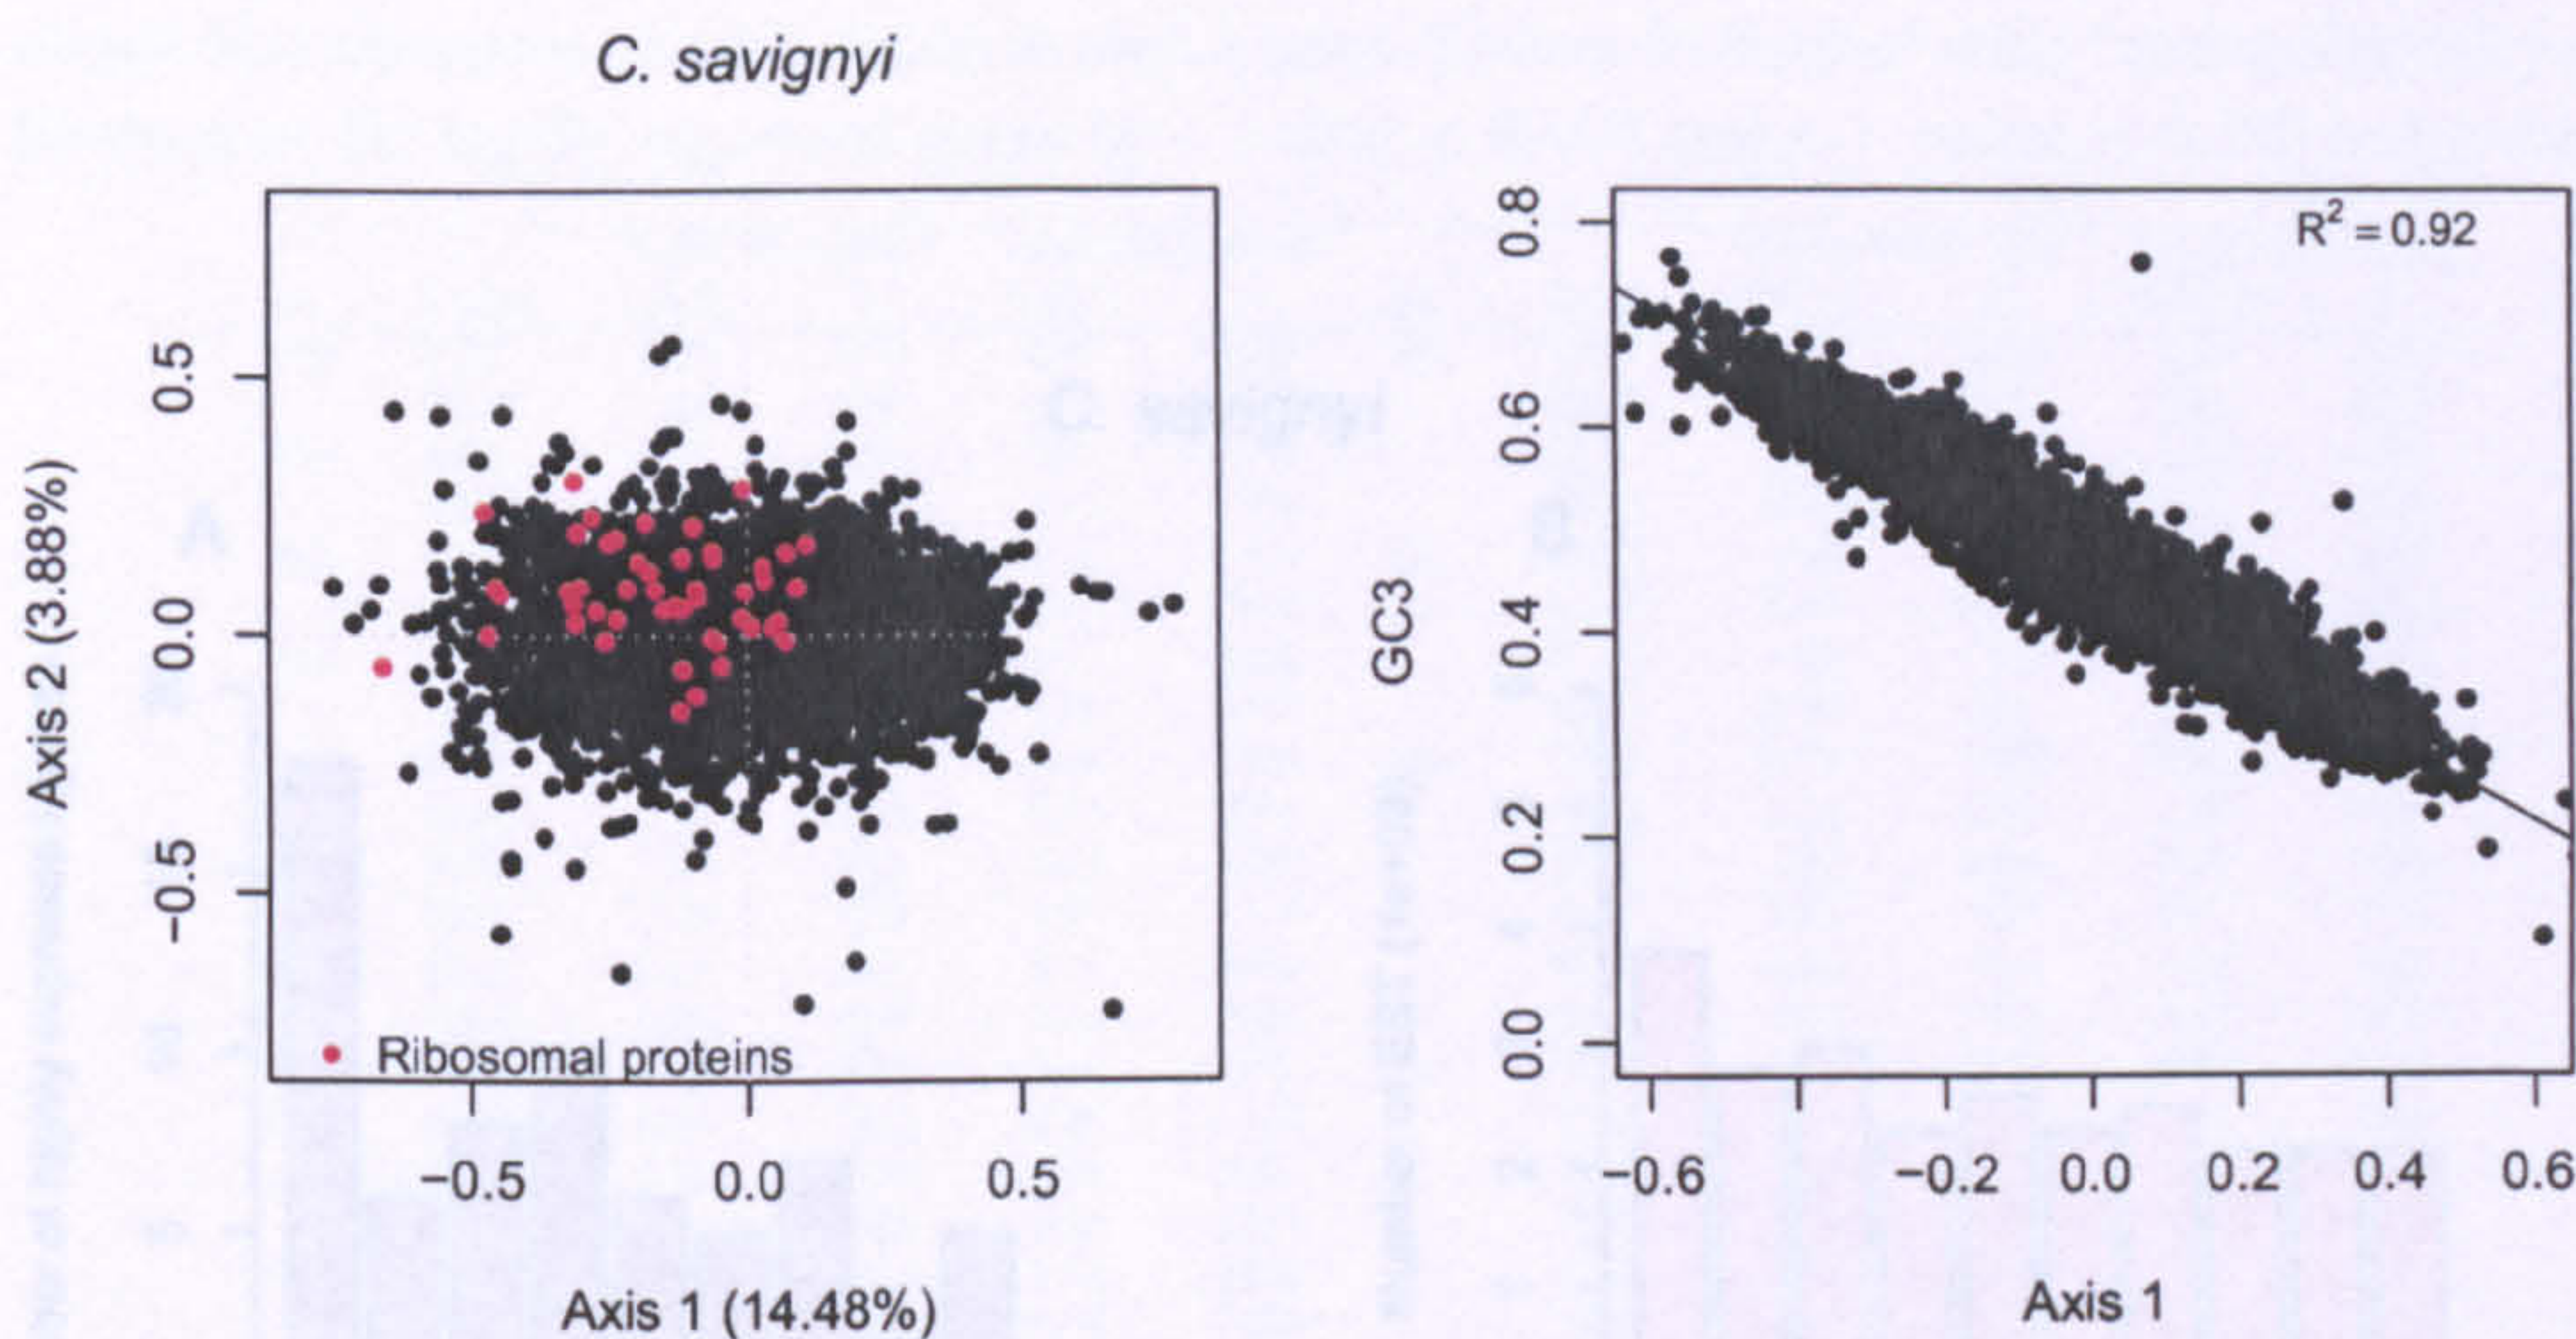 C. savignyi
Axis 2 (3.88%)
0.5
0.0
−0.5
Ribosomal proteins
−0.5 0.0 0.5
Axis 1 (14.48%)
R² = 0.92
GC3
0.8
0.6
0.4
0.2
0.0
−0.6 −0.2 0.0 0.2 0.4 0.6
Axis 1
C. savignyi
A